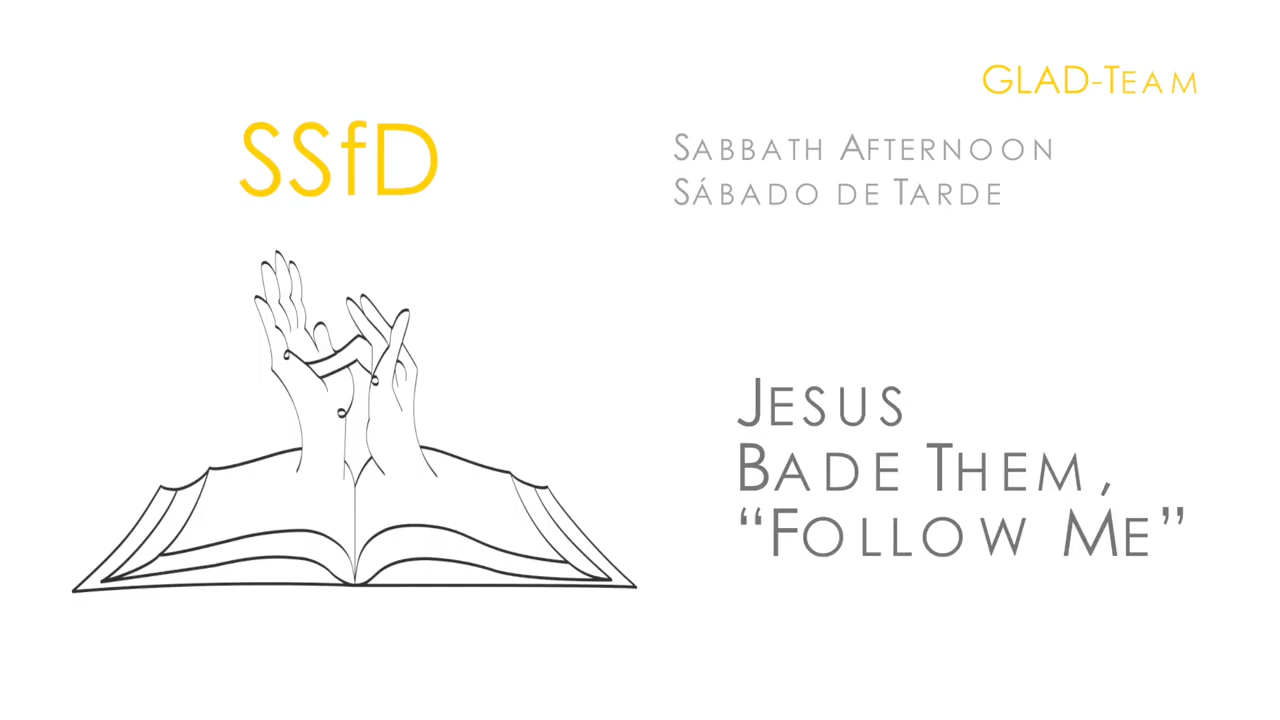 GLAD-TEAM
SSfD
SABBATH AFTERNOON
SÁBADO DE TARDE
JESUS
BADE THEM,
“FOLLOW ME”